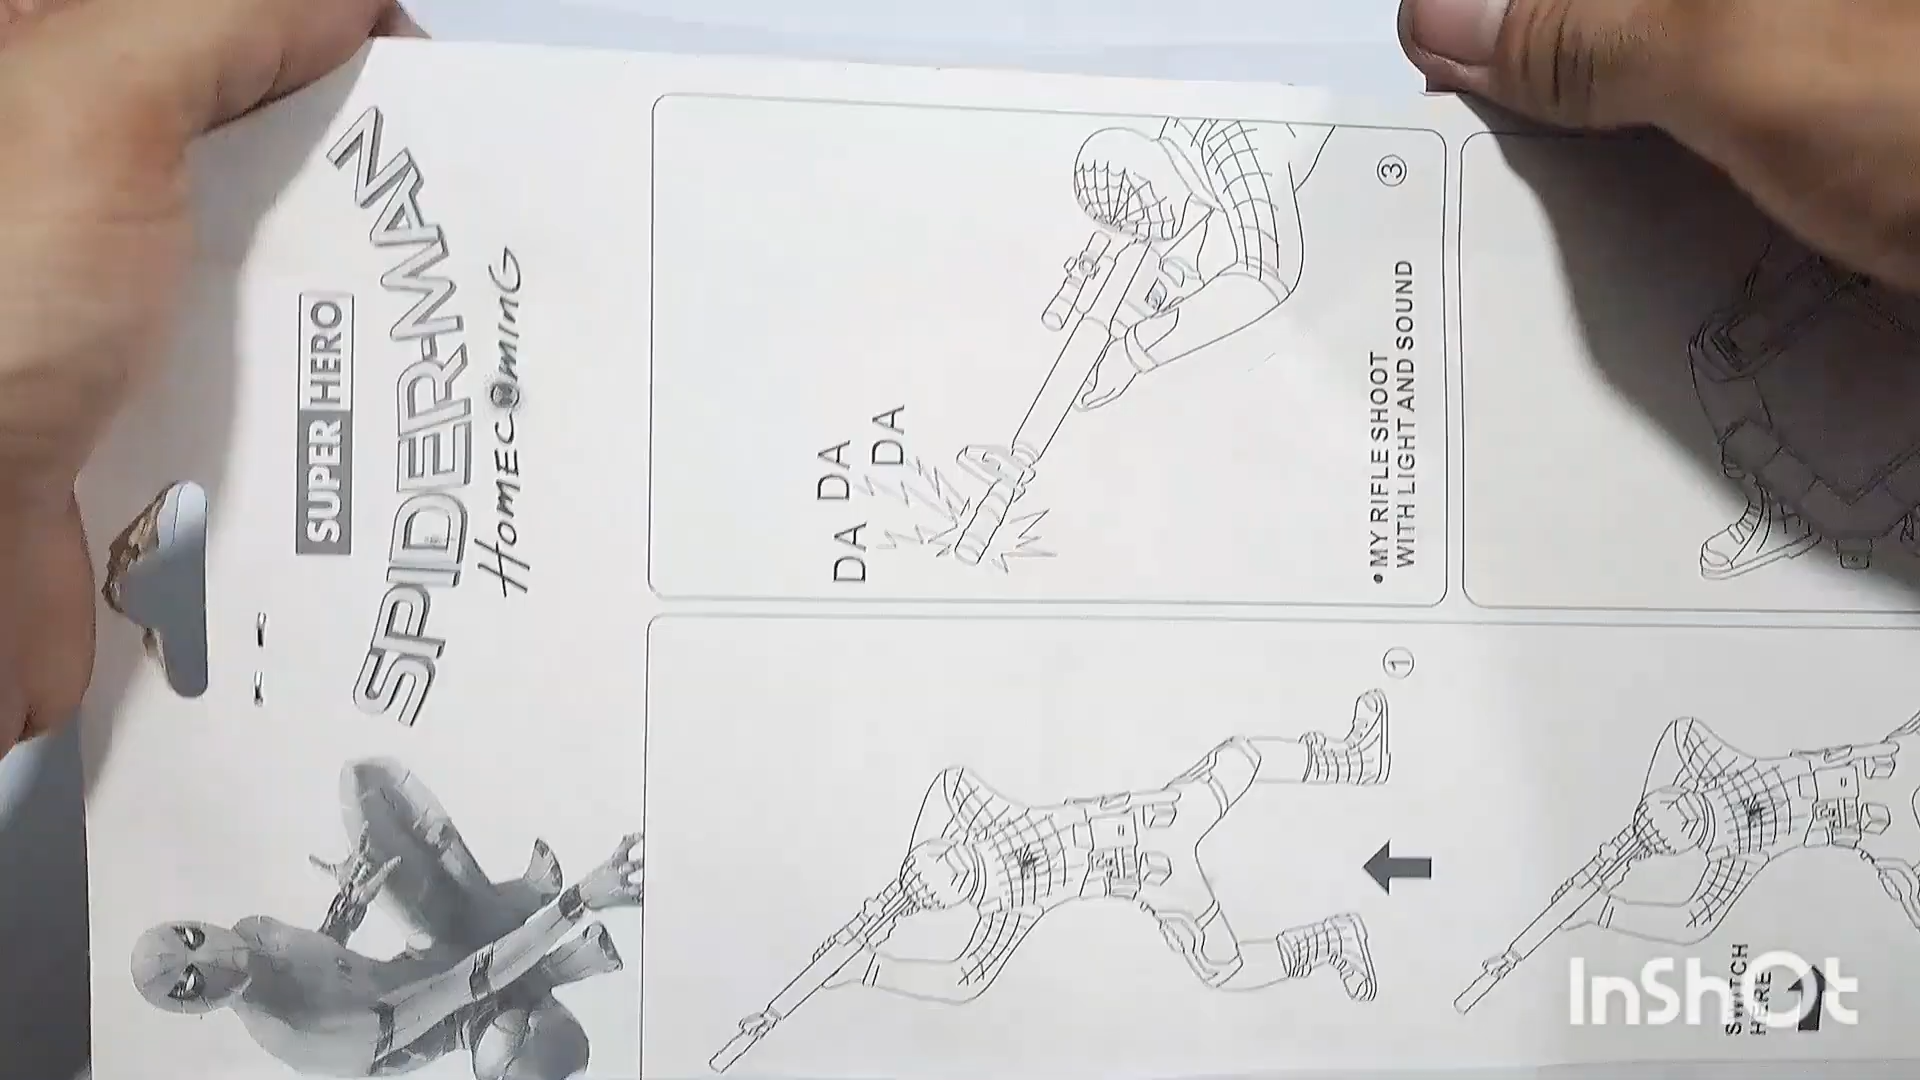 SUPER HERO
SPIDER-MAN
HOMECOMING
DA DA
DA
3
•MY RIFLE SHOOT
WITH LIGHT AND SOUND
1
SWITCH
HERE
InShOt